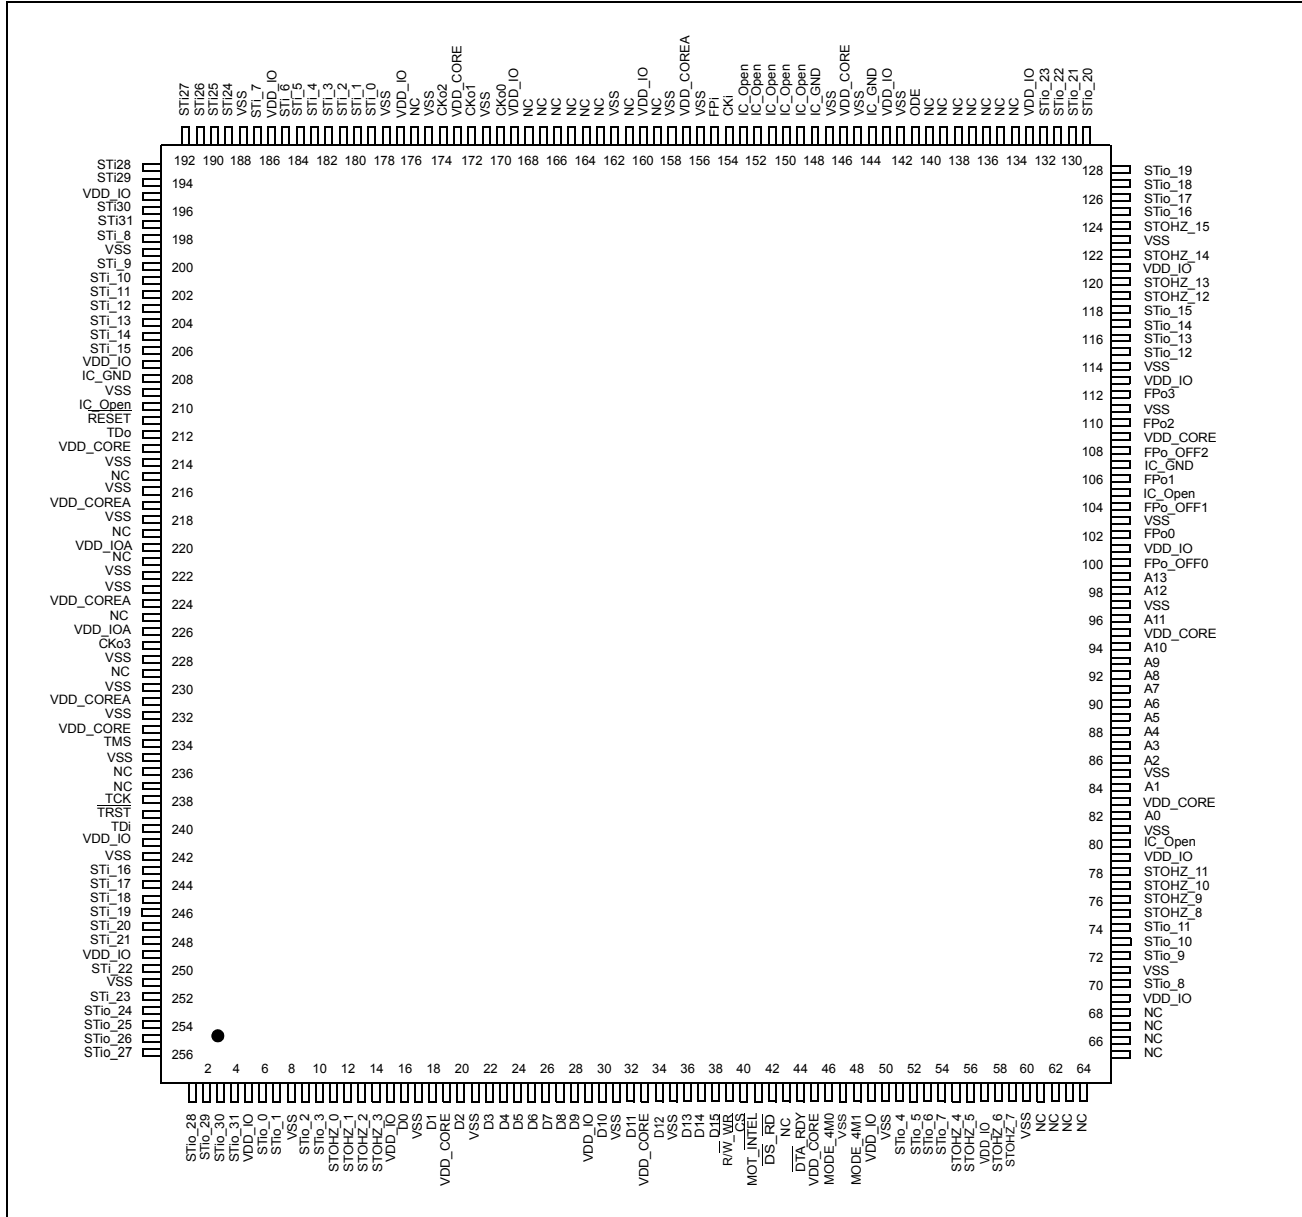 STi27
STi26
STi25
STi24
VSS
STi_7
VDD_IO
STi_6
STi_5
STi_4
STi_3
STi_2
STi_1
STi_0
VSS
VDD_IO
NC
VSS
CKo2
VDD_CORE
CKo1
VSS
CKo0
VDD_IO
NC
NC
NC
NC
NC
NC
VSS
NC
VDD_IO
NC
VSS
VDD_COREA
VSS
FPi
CKi
IC_Open
IC_Open
IC_Open
IC_Open
IC_Open
IC_GND
VSS
VDD_CORE
VSS
IC_GND
VDD_IO
VSS
ODE
NC
NC
NC
NC
NC
NC
NC
VDD_IO
STio_23
STio_22
STio_21
STio_20
192 190 188 186 184 182 180 178 176 174 172 170 168 166 164 162 160 158 156 154 152 150 148 146 144 142 140 138 136 134 132 130
STi28
STi29
VDD_IO
STi30
STi31
STi_8
VSS
STi_9
STi_10
STi_11
STi_12
STi_13
STi_14
STi_15
VDD_IO
IC_GND
VSS
IC_Open
RESET
TDo
VDD_CORE
VSS
NC
VSS
VDD_COREA
VSS
NC
VDD_IOA
NC
VSS
VSS
VDD_COREA
NC
VDD_IOA
CKo3
VSS
NC
VSS
VDD_COREA
VSS
VDD_CORE
TMS
VSS
NC
NC
TCK
TRST
TDi
VDD_IO
VSS
STi_16
STi_17
STi_18
STi_19
STi_20
STi_21
VDD_IO
STi_22
VSS
STi_23
STio_24
STio_25
STio_26
STio_27
194
196
198
200
202
204
206
208
210
212
214
216
218
220
222
224
226
228
230
232
234
236
238
240
242
244
246
248
250
252
254
256
128
126
124
122
120
118
116
114
112
110
108
106
104
102
100
98
96
94
92
90
88
86
84
82
80
78
76
74
72
70
68
66
STio_19
STio_18
STio_17
STio_16
STOHZ_15
VSS
STOHZ_14
VDD_IO
STOHZ_13
STOHZ_12
STio_15
STio_14
STio_13
STio_12
VSS
VDD_IO
FPo3
VSS
FPo2
VDD_CORE
FPo_OFF2
IC_GND
FPo1
IC_Open
FPo_OFF1
VSS
FPo0
VDD_IO
FPo_OFF0
A13
A12
VSS
A11
VDD_CORE
A10
A9
A8
A7
A6
A5
A4
A3
A2
VSS
A1
VDD_CORE
A0
VSS
IC_Open
VDD_IO
STOHZ_11
STOHZ_10
STOHZ_9
STOHZ_8
STio_11
STio_10
STio_9
VSS
STio_8
VDD_IO
NC
NC
NC
NC
2 4 6 8 10 12 14 16 18 20 22 24 26 28 30 32 34 36 38 40 42 44 46 48 50 52 54 56 58 60 62 64
STio_28
STio_29
STio_30
STio_31
VDD_IO
STio_0
STio_1
VSS
STio_2
STio_3
STOHZ_0
STOHZ_1
STOHZ_2
STOHZ_3
VDD_IO
D0
VSS
D1
VDD_CORE
D2
VSS
D3
D4
D5
D6
D7
D8
D9
VDD_IO
D10
VSS
D11
VDD_CORE
D12
VSS
D13
D14
D15
R/W_WR
CS
MOT_INTEL
DS_RD
NC
DTA_RDY
VDD_CORE
MODE_4M0
VSS
MODE_4M1
VDD_IO
VSS
STio_4
STio_5
STio_6
STio_7
STOHZ_4
STOHZ_5
VDD_IO
STOHZ_6
STOHZ_7
VSS
NC
NC
NC
NC